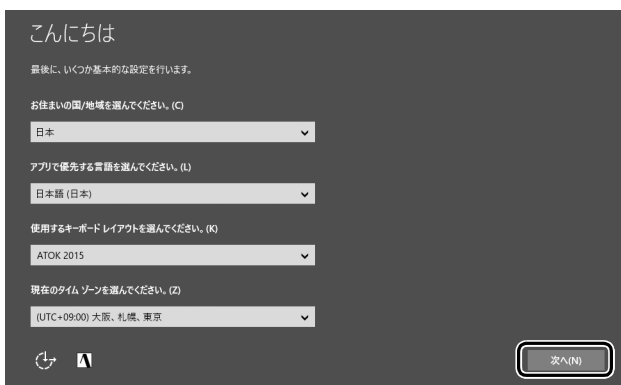 こんにちは
最後に、いくつか基本的な設定を行います。
お住まいの国/地域を選んでください。(C)
日本
アプリで優先する言語を選んでください。(L)
日本語 (日本)
使用するキーボード レイアウトを選んでください。(K)
ATOK 2015
現在のタイム ゾーンを選んでください。(Z)
(UTC+09:00) 大阪、札幌、東京
A
次へ(N)